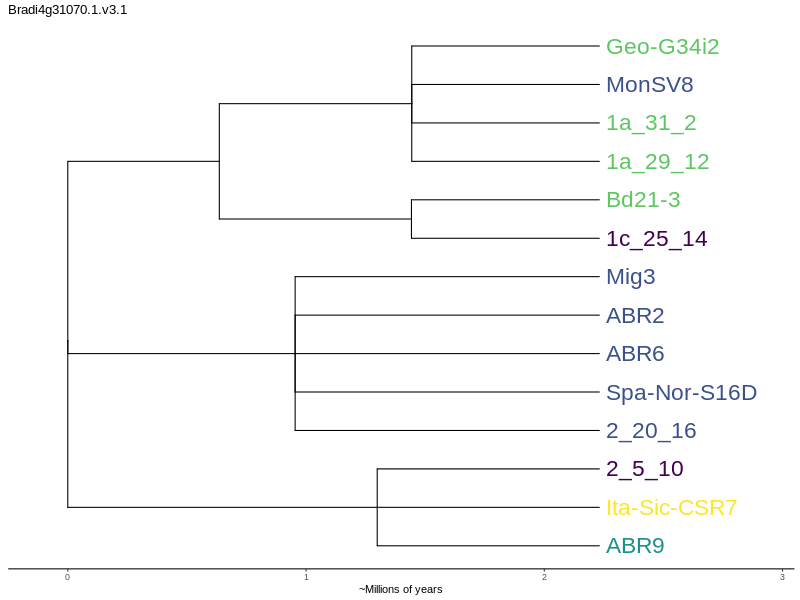 Bradi4g31070.1.v3.1
Geo-G34i2
MonSV8
1a_31_2
1a_29_12
Bd21-3
1c_25_14
Mig3
ABR2
ABR6
Spa-Nor-S16D
2_20_16
2_5_10
Ita-Sic-CSR7
ABR9
0 1 2 3
~Millions of years